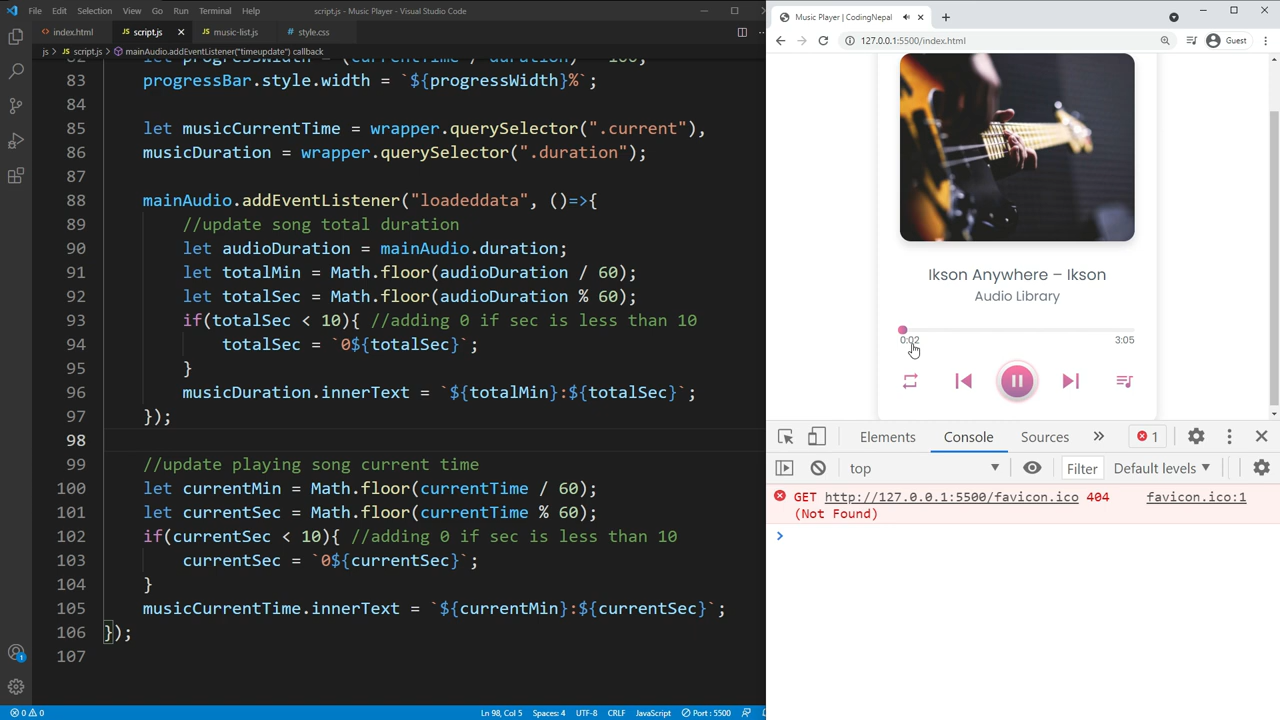 File Edit Selection View Go Run Terminal Help script.js - Music Player - Visual Studio Code
index.html script.js music-list.js style.css
js > script.js > mainAudio.addEventListener("timeupdate") callback
83 progressBar.style.width = `${progressWidth}%`;
84
85 let musicCurrentTime = wrapper.querySelector(".current"),
86 musicDuration = wrapper.querySelector(".duration");
87
88 mainAudio.addEventListener("loadeddata", ()=>{
89 //update song total duration
90 let audioDuration = mainAudio.duration;
91 let totalMin = Math.floor(audioDuration / 60);
92 let totalSec = Math.floor(audioDuration % 60);
93 if(totalSec < 10){ //adding 0 if sec is less than 10
94 totalSec = `0${totalSec}`;
95 }
96 musicDuration.innerText = `${totalMin}:${totalSec}`;
97 });
98
99 //update playing song current time
100 let currentMin = Math.floor(currentTime / 60);
101 let currentSec = Math.floor(currentTime % 60);
102 if(currentSec < 10){ //adding 0 if sec is less than 10
103 currentSec = `0${currentSec}`;
104 }
105 musicCurrentTime.innerText = `${currentMin}:${currentSec}`;
106 });
107
1
0 0 Ln 98, Col 5 Spaces: 4 UTF-8 CRLF JavaScript Port : 5500
Music Player | CodingNepal
127.0.0.1:5500/index.html Guest
Ikson Anywhere – Ikson
Audio Library
0:02 3:05
Elements Console Sources 1
top Filter Default levels
GET http://127.0.0.1:5500/favicon.ico 404 favicon.ico:1
(Not Found)